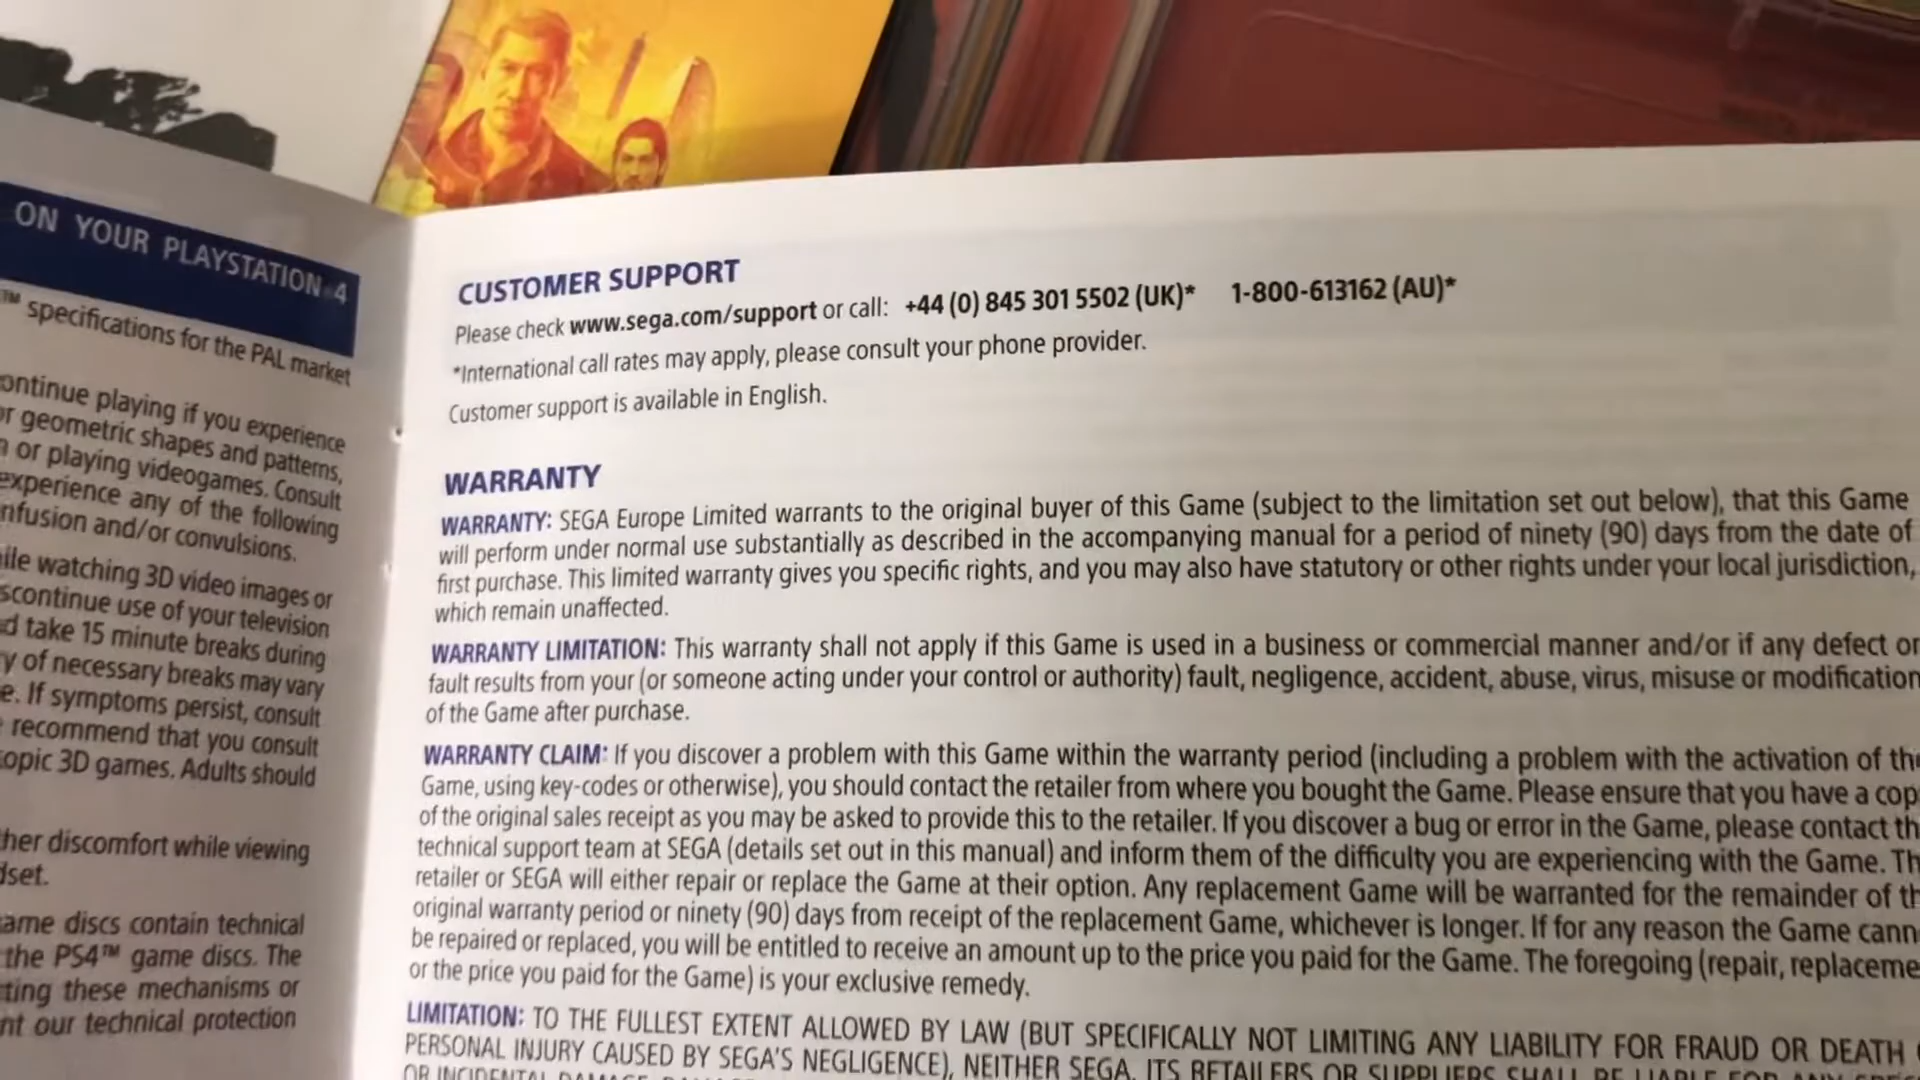 ON YOUR PLAYSTATION 4
™ specifications for the PAL market
continue playing if you experience
or geometric shapes and patterns,
or playing videogames. Consult
experience any of the following
and/or convulsions.
watching 3D video images or
use of your television
take 15 minute breaks during
of necessary breaks may vary
If symptoms persist, consult
recommend that you consult
3D games. Adults should
discomfort while viewing
discs contain technical
the PS4™ game discs. The
these mechanisms or
our technical protection
CUSTOMER SUPPORT
Please check www.sega.com/support or call: +44 (0) 845 301 5502 (UK)* 1-800-613162 (AU)*
*International call rates may apply, please consult your phone provider.
Customer support is available in English.
WARRANTY
WARRANTY: SEGA Europe Limited warrants to the original buyer of this Game (subject to the limitation set out below), that this Game
will perform under normal use substantially as described in the accompanying manual for a period of ninety (90) days from the date of
first purchase. This limited warranty gives you specific rights, and you may also have statutory or other rights under your local jurisdiction,
which remain unaffected.
WARRANTY LIMITATION: This warranty shall not apply if this Game is used in a business or commercial manner and/or if any defect or
fault results from your (or someone acting under your control or authority) fault, negligence, accident, abuse, virus, misuse or modification
of the Game after purchase.
WARRANTY CLAIM: If you discover a problem with this Game within the warranty period (including a problem with the activation of the
Game, using key-codes or otherwise), you should contact the retailer from where you bought the Game. Please ensure that you have a cop
of the original sales receipt as you may be asked to provide this to the retailer. If you discover a bug or error in the Game, please contact th
technical support team at SEGA (details set out in this manual) and inform them of the difficulty you are experiencing with the Game. Th
retailer or SEGA will either repair or replace the Game at their option. Any replacement Game will be warranted for the remainder of th
original warranty period or ninety (90) days from receipt of the replacement Game, whichever is longer. If for any reason the Game cann
be repaired or replaced, you will be entitled to receive an amount up to the price you paid for the Game. The foregoing (repair, replaceme
or the price you paid for the Game) is your exclusive remedy.
LIMITATION: TO THE FULLEST EXTENT ALLOWED BY LAW (BUT SPECIFICALLY NOT LIMITING ANY LIABILITY FOR FRAUD OR DEATH
PERSONAL INJURY CAUSED BY SEGA'S NEGLIGENCE), NEITHER SEGA, ITS RETAILERS OR SUPPLIERS SHALL BE LIABLE FOR ANY